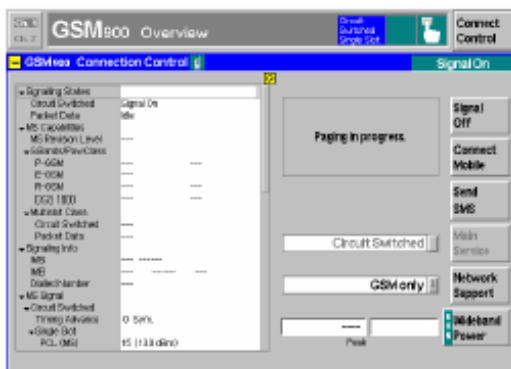 GSM900 Overview
Circuit Switched Single Slot
Connect Control
GSM900 Connection Control
Signal On
Signaling States
Circuit Switched Signal On
Packet Data Idle
MS Capabilities
MS Revision Level ----
P-GSM ---- ----
E-GSM ---- ----
R-GSM ---- ----
Multislot Class
Circuit Switched ----
Packet Data ----
Signaling Info
Dialed Number ----
MS Signal
Circuit Switched
Timing Advance 0 Sym.
Single Slot
PCL (MS) 15 (13.0 dBm)
Paging in progress.
Circuit Switched
GSM only
----
Peak
Signal Off
Connect Mobile
Send SMS
Main Service
Network Support
Wideband Power